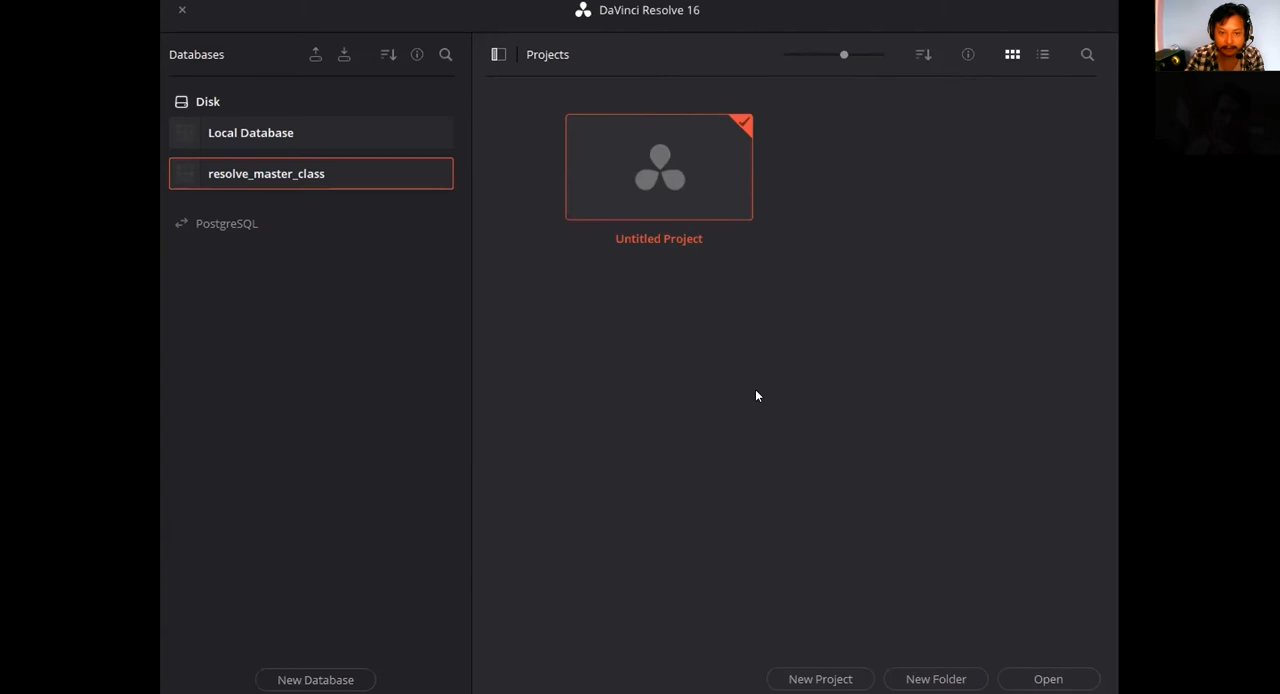 DaVinci Resolve 16
Databases
Projects
Disk
Local Database
resolve_master_class
PostgreSQL
Untitled Project
New Database
New Project
New Folder
Open